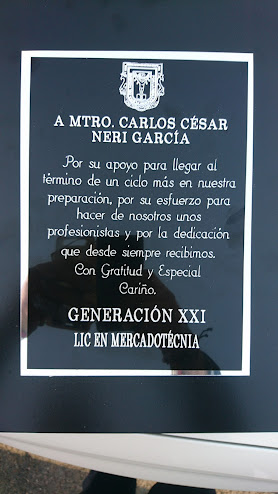 A MTRO. CARLOS CÉSAR
NERI GARCÍA
Por su apoyo para llegar al
término de un ciclo más en nuestra
preparación, por su esfuerzo para
hacer de nosotros unos
profesionistas y por la dedicación
que desde siempre recibimos.
Con Gratitud y Especial
Cariño.
GENERACIÓN XXI
LIC EN MERCADOTÉCNIA